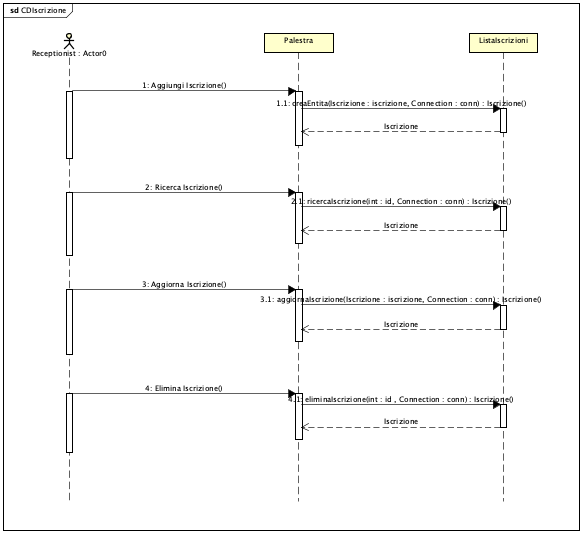 sd CDIscrizione
Receptionist : Actor0
Palestra
ListaIscrizioni
1: Aggiungi Iscrizione()
1.1: creaEntita(Iscrizione : iscrizione, Connection : conn) : Iscrizione()
Iscrizione
2: Ricerca Iscrizione()
2.1: ricercaIscrizione(int : id, Connection : conn) : Iscrizione()
Iscrizione
3: Aggiorna Iscrizione()
3.1: aggiornaIscrizione(Iscrizione : iscrizione, Connection : conn) : Iscrizione()
Iscrizione
4: Elimina Iscrizione()
4.1: eliminaIscrizione(int : id , Connection : conn) : Iscrizione()
Iscrizione